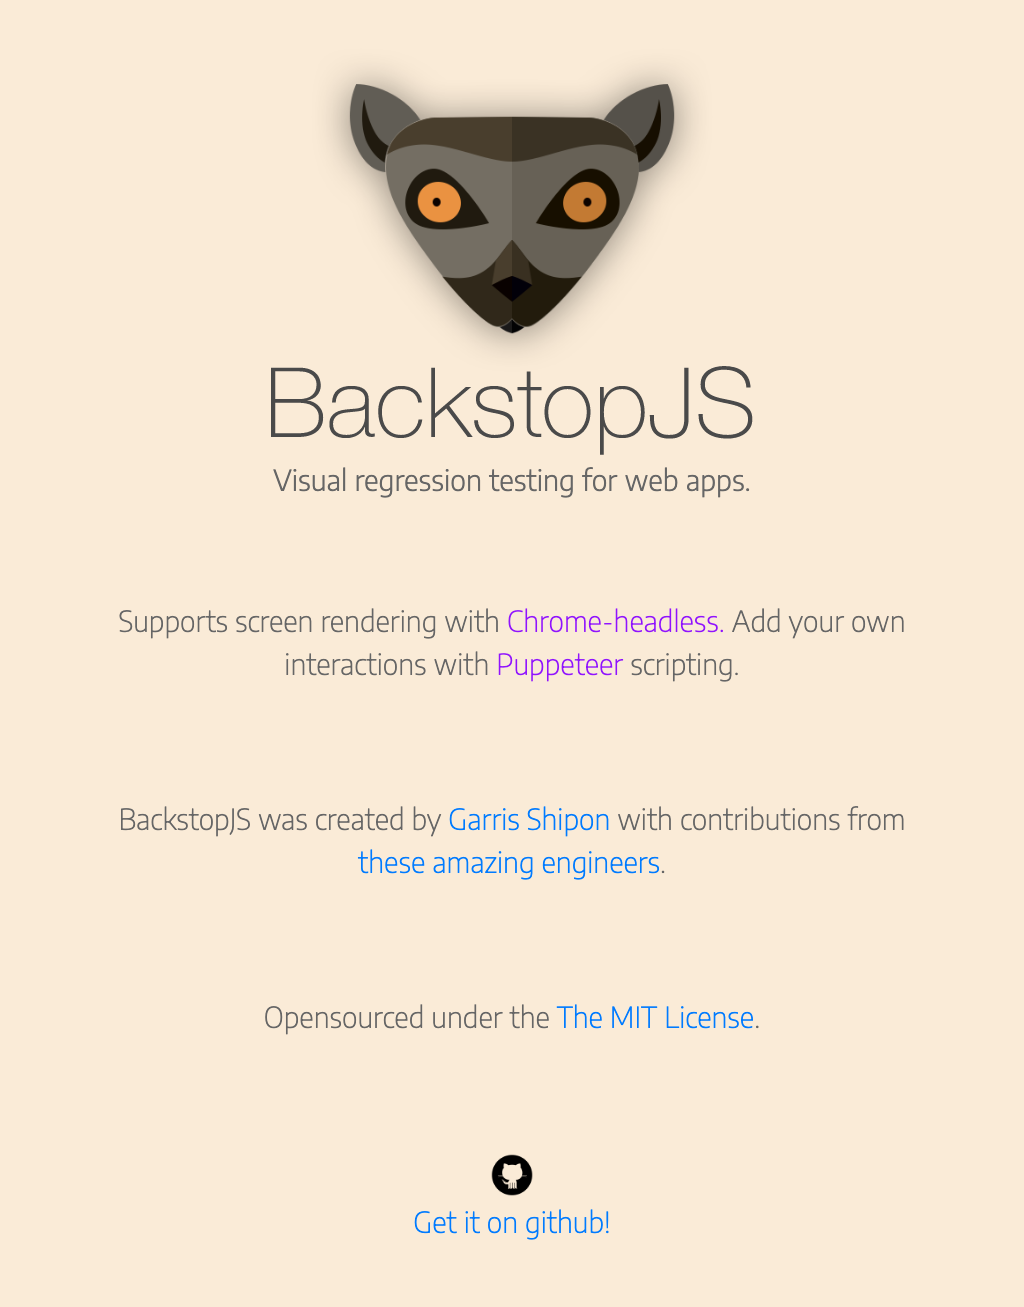 BackstopJS
Visual regression testing for web apps.
Supports screen rendering with Chrome-headless. Add your own
interactions with Puppeteer scripting.
BackstopJS was created by Garris Shipon with contributions from
these amazing engineers.
Opensourced under the The MIT License.
Get it on github!